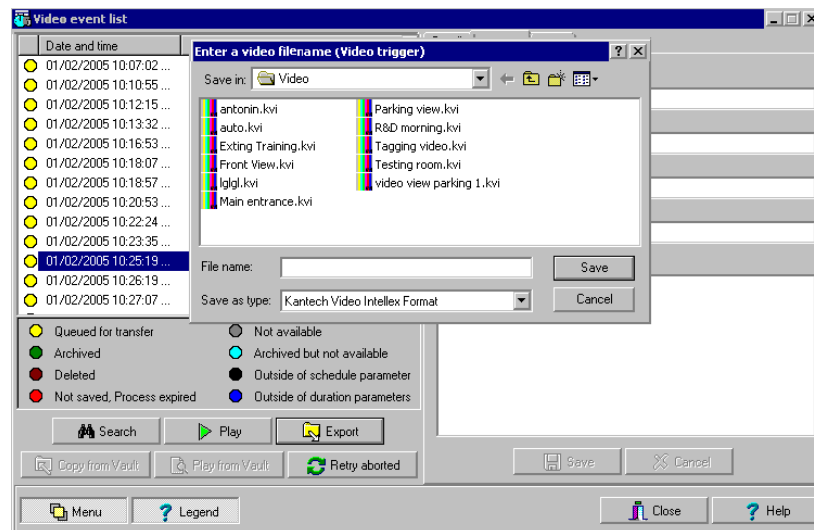 Video event list
Date and time
01/02/2005 10:07:02 ...
01/02/2005 10:10:55 ...
01/02/2005 10:12:15 ...
01/02/2005 10:13:32 ...
01/02/2005 10:16:53 ...
01/02/2005 10:18:07 ...
01/02/2005 10:18:57 ...
01/02/2005 10:20:53 ...
01/02/2005 10:22:24 ...
01/02/2005 10:23:35 ...
01/02/2005 10:25:19 ...
01/02/2005 10:26:19 ...
01/02/2005 10:27:07 ...
Enter a video filename (Video trigger)
Save in: Video
antonin.kvi
auto.kvi
Exting Training.kvi
Front View.kvi
lglgl.kvi
Main entrance.kvi
Parking view.kvi
R&D morning.kvi
Tagging video.kvi
Testing room.kvi
video view parking 1.kvi
File name:
Save
Save as type: Kantech Video Intellex Format
Cancel
Queued for transfer
Not available
Archived
Archived but not available
Deleted
Outside of schedule parameter
Not saved, Process expired
Outside of duration parameters
Search
Play
Export
Copy from Vault
Play from Vault
Retry aborted
Save
Cancel
Menu
Legend
Close
Help